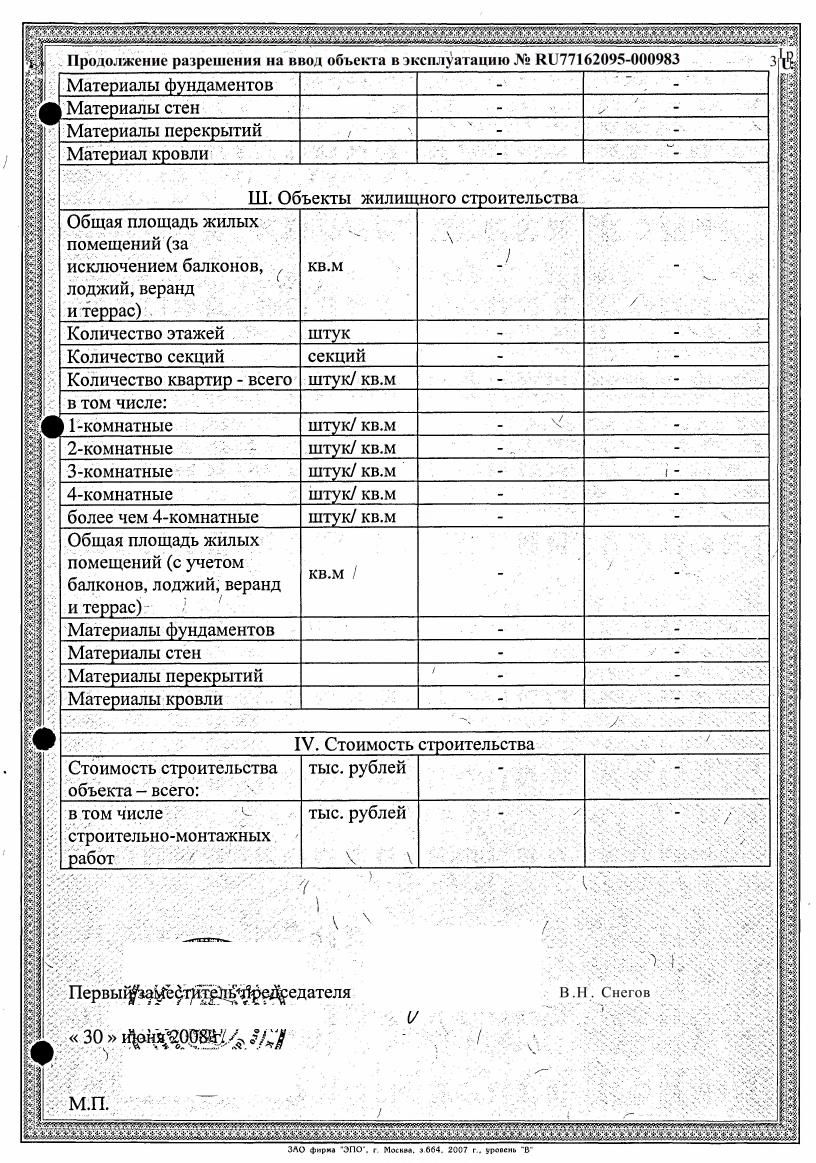 Продолжение разрешения на ввод объекта в эксплуатацию № RU77162095-000983 3
Материалы фундаментов - -
Материалы стен - -
Материалы перекрытий - -
Материал кровли - -
Ш. Объекты жилищного строительства
Общая площадь жилых
помещений (за
исключением балконов, кв.м - -
лоджий, веранд
и террас)
Количество этажей штук - -
Количество секций секций - -
Количество квартир - всего штук/ кв.м - -
в том числе:
1-комнатные штук/ кв.м - -
2-комнатные штук/ кв.м - -
3-комнатные штук/ кв.м - -
4-комнатные штук/ кв.м - -
более чем 4-комнатные штук/ кв.м - -
Общая площадь жилых
помещений (с учетом
балконов, лоджий, веранд кв.м - -
и террас)
Материалы фундаментов - -
Материалы стен - -
Материалы перекрытий - -
Материалы кровли - -
IV. Стоимость строительства
Стоимость строительства тыс. рублей - -
объекта – всего:
в том числе тыс. рублей - -
строительно-монтажных
работ
Первый заместитель председателя В.Н. Снегов
« 30 » июня 2008г.
М.П.
ЗАО фирма "ЭПО", г. Москва, з.664, 2007 г., уровень "В"